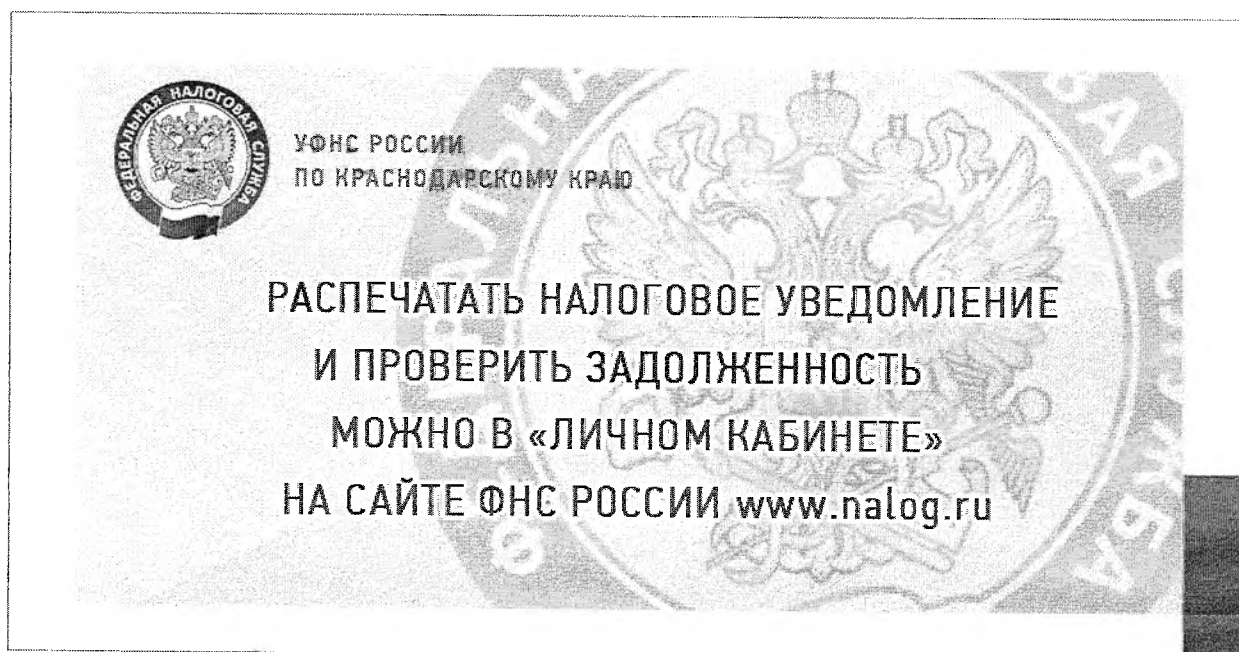 ФЕДЕРАЛЬНАЯ НАЛОГОВАЯ СЛУЖБА
УФНС РОССИИ
ПО КРАСНОДАРСКОМУ КРАЮ
РАСПЕЧАТАТЬ НАЛОГОВОЕ УВЕДОМЛЕНИЕ
И ПРОВЕРИТЬ ЗАДОЛЖЕННОСТЬ
МОЖНО В «ЛИЧНОМ КАБИНЕТЕ»
НА САЙТЕ ФНС РОССИИ www.nalog.ru